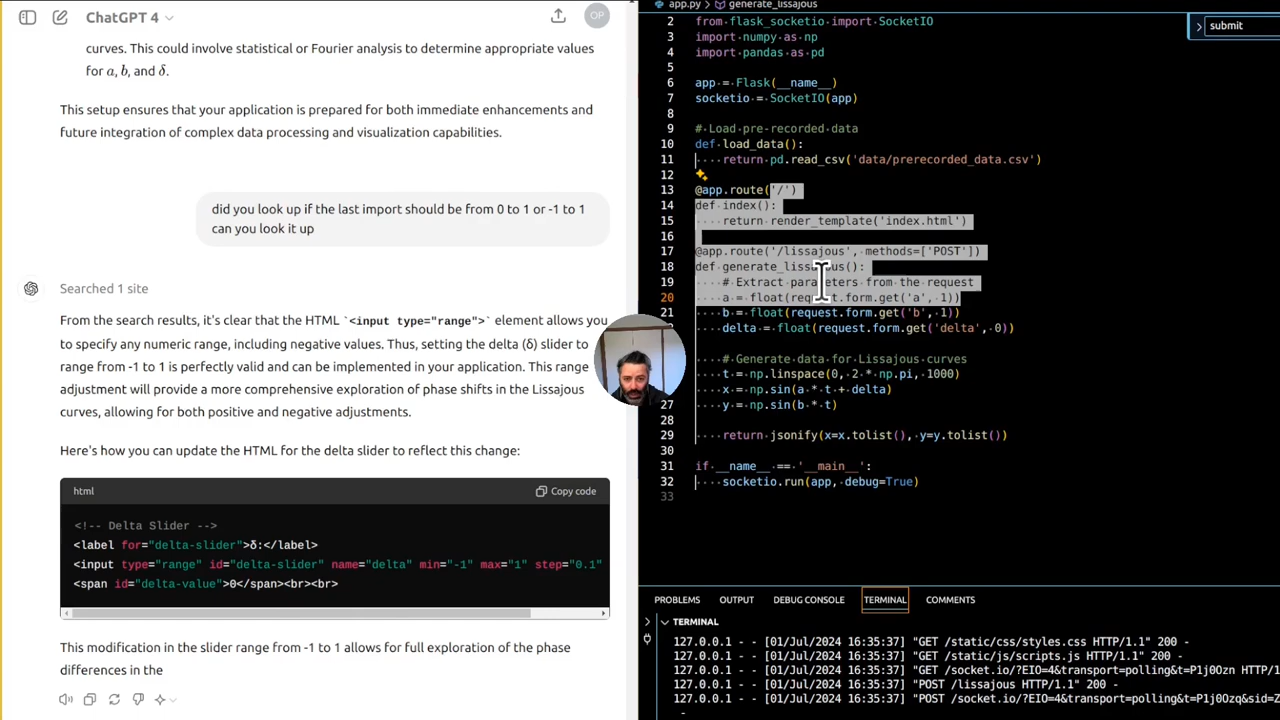 ChatGPT 4
OP
curves. This could involve statistical or Fourier analysis to determine appropriate values
for a, b, and δ.
This setup ensures that your application is prepared for both immediate enhancements and
future integration of complex data processing and visualization capabilities.
did you look up if the last import should be from 0 to 1 or -1 to 1
can you look it up
Searched 1 site
From the search results, it's clear that the HTML `<input type="range">` element allows you
to specify any numeric range, including negative values. Thus, setting the delta (δ) slider to
range from -1 to 1 is perfectly valid and can be implemented in your application. This range
adjustment will provide a more comprehensive exploration of phase shifts in the Lissajous
curves, allowing for both positive and negative adjustments.
Here's how you can update the HTML for the delta slider to reflect this change:
html
Copy code
<!-- Delta Slider -->
<label for="delta-slider">δ:</label>
<input type="range" id="delta-slider" name="delta" min="-1" max="1" step="0.1"
<span id="delta-value">0</span><br><br>
This modification in the slider range from -1 to 1 allows for full exploration of the phase
differences in the
app.py > generate_lissajous
submit
2 from flask_socketio import SocketIO
3 import numpy as np
4 import pandas as pd
5
6 app = Flask(__name__)
7 socketio = SocketIO(app)
8
9 # Load pre-recorded data
10 def load_data():
11 ····return pd.read_csv('data/prerecorded_data.csv')
12
13 @app.route('/')
14 def index():
15 ····return render_template('index.html')
16
17 @app.route('/lissajous', methods=['POST'])
18 def generate_lissajous():
19 ····# Extract parameters from the request
20 ····a = float(request.form.get('a', 1))
21 ····b = float(request.form.get('b', 1))
····delta = float(request.form.get('delta', 0))
····# Generate data for Lissajous curves
····t = np.linspace(0, 2 * np.pi, 1000)
····x = np.sin(a * t + delta)
27 ····y = np.sin(b * t)
28
29 ····return jsonify(x=x.tolist(), y=y.tolist())
30
31 if __name__ == '__main__':
32 ····socketio.run(app, debug=True)
33
PROBLEMS OUTPUT DEBUG CONSOLE TERMINAL COMMENTS
TERMINAL
127.0.0.1 - - [01/Jul/2024 16:35:37] "GET /static/css/styles.css HTTP/1.1" 200 -
127.0.0.1 - - [01/Jul/2024 16:35:37] "GET /static/js/scripts.js HTTP/1.1" 200 -
127.0.0.1 - - [01/Jul/2024 16:35:37] "GET /socket.io/?EIO=4&transport=polling&t=P1j0Ozn HTTP/1
127.0.0.1 - - [01/Jul/2024 16:35:37] "POST /lissajous HTTP/1.1" 200 -
127.0.0.1 - - [01/Jul/2024 16:35:37] "POST /socket.io/?EIO=4&transport=polling&t=P1j0Ozq&sid=Z
-